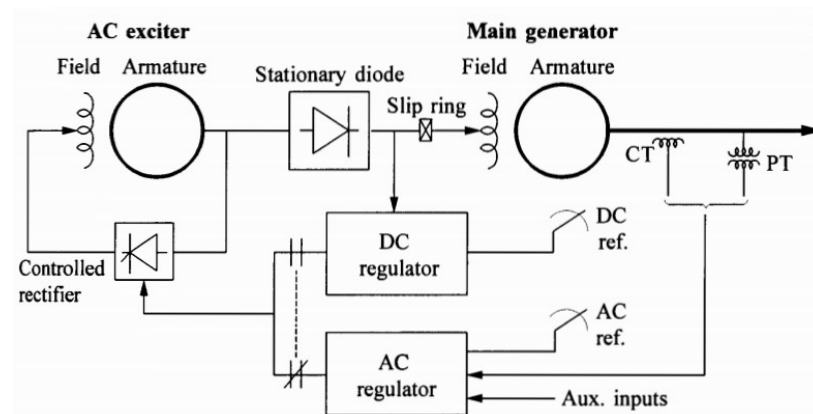 AC exciter
Main generator
Field
Armature
Stationary diode
Slip ring
Field
Armature
CT
PT
Controlled
rectifier
DC
regulator
DC
ref.
AC
regulator
AC
ref.
Aux. inputs